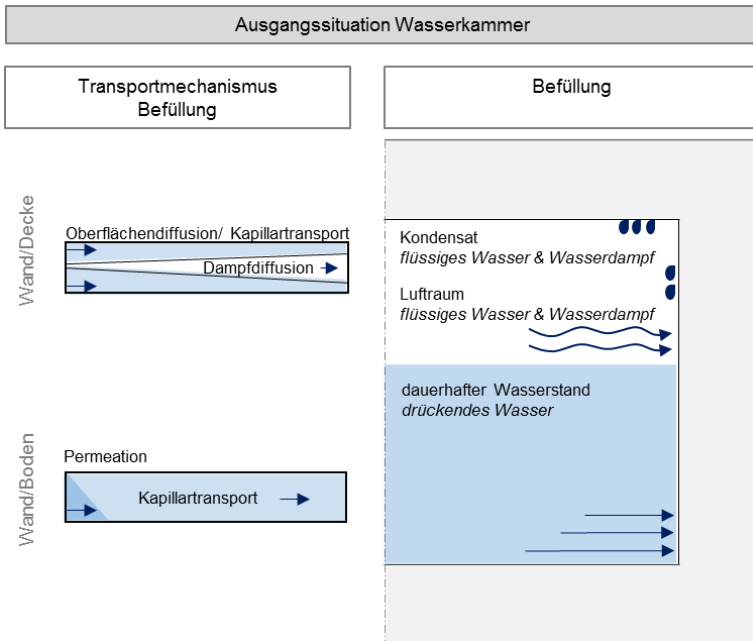 Ausgangssituation Wasserkammer
Transportmechanismus
Befüllung
Befüllung
Wand/Decke
Oberflächendiffusion/ Kapillartransport
Dampfdiffusion
Kondensat
flüssiges Wasser & Wasserdampf
Luftraum
flüssiges Wasser & Wasserdampf
dauerhafter Wasserstand
drückendes Wasser
Wand/Boden
Permeation
Kapillartransport